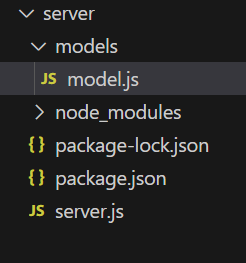 server
models
JS model.js
node_modules
{} package-lock.json
{} package.json
JS server.js